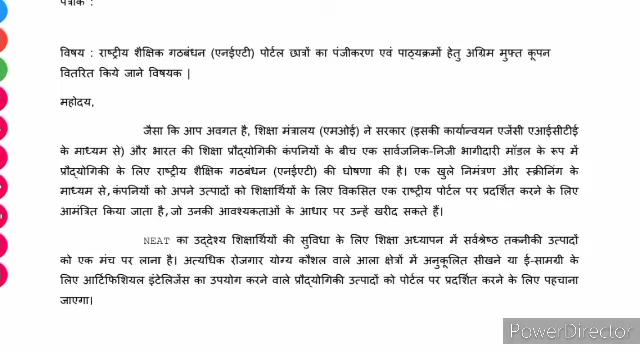 पत्रांक :
विषय : राष्ट्रीय शैक्षिक गठबंधन (एनईएटी) पोर्टल छात्रों का पंजीकरण एवं पाठ्यक्रमों हेतु अग्रिम मुफ्त कूपन
वितरित किये जाने विषयक |
महोदय,
जैसा कि आप अवगत है, शिक्षा मंत्रालय (एमओई) ने सरकार (इसकी कार्यान्वयन एजेंसी एआईसीटीई
के माध्यम से) और भारत की शिक्षा प्रौद्योगिकी कंपनियों के बीच एक सार्वजनिक-निजी भागीदारी मॉडल के रूप में
प्रौद्योगिकी के लिए राष्ट्रीय शैक्षिक गठबंधन (एनईएटी) की घोषणा की है। एक खुले निमंत्रण और स्क्रीनिंग के
माध्यम से, कंपनियों को अपने उत्पादों को शिक्षार्थियों के लिए विकसित एक राष्ट्रीय पोर्टल पर प्रदर्शित करने के लिए
आमंत्रित किया जाता है, जो उनकी आवश्यकताओं के आधार पर उन्हें खरीद सकते हैं।
NEAT का उद्देश्य शिक्षार्थियों की सुविधा के लिए शिक्षा अध्यापन में सर्वश्रेष्ठ तकनीकी उत्पादों
को एक मंच पर लाना है। अत्यधिक रोजगार योग्य कौशल वाले आला क्षेत्रों में अनुकूलित सीखने या ई-सामग्री के
लिए आर्टिफिशियल इंटेलिजेंस का उपयोग करने वाले प्रौद्योगिकी उत्पादों को पोर्टल पर प्रदर्शित करने के लिए पहचाना
जाएगा।
PowerDirector